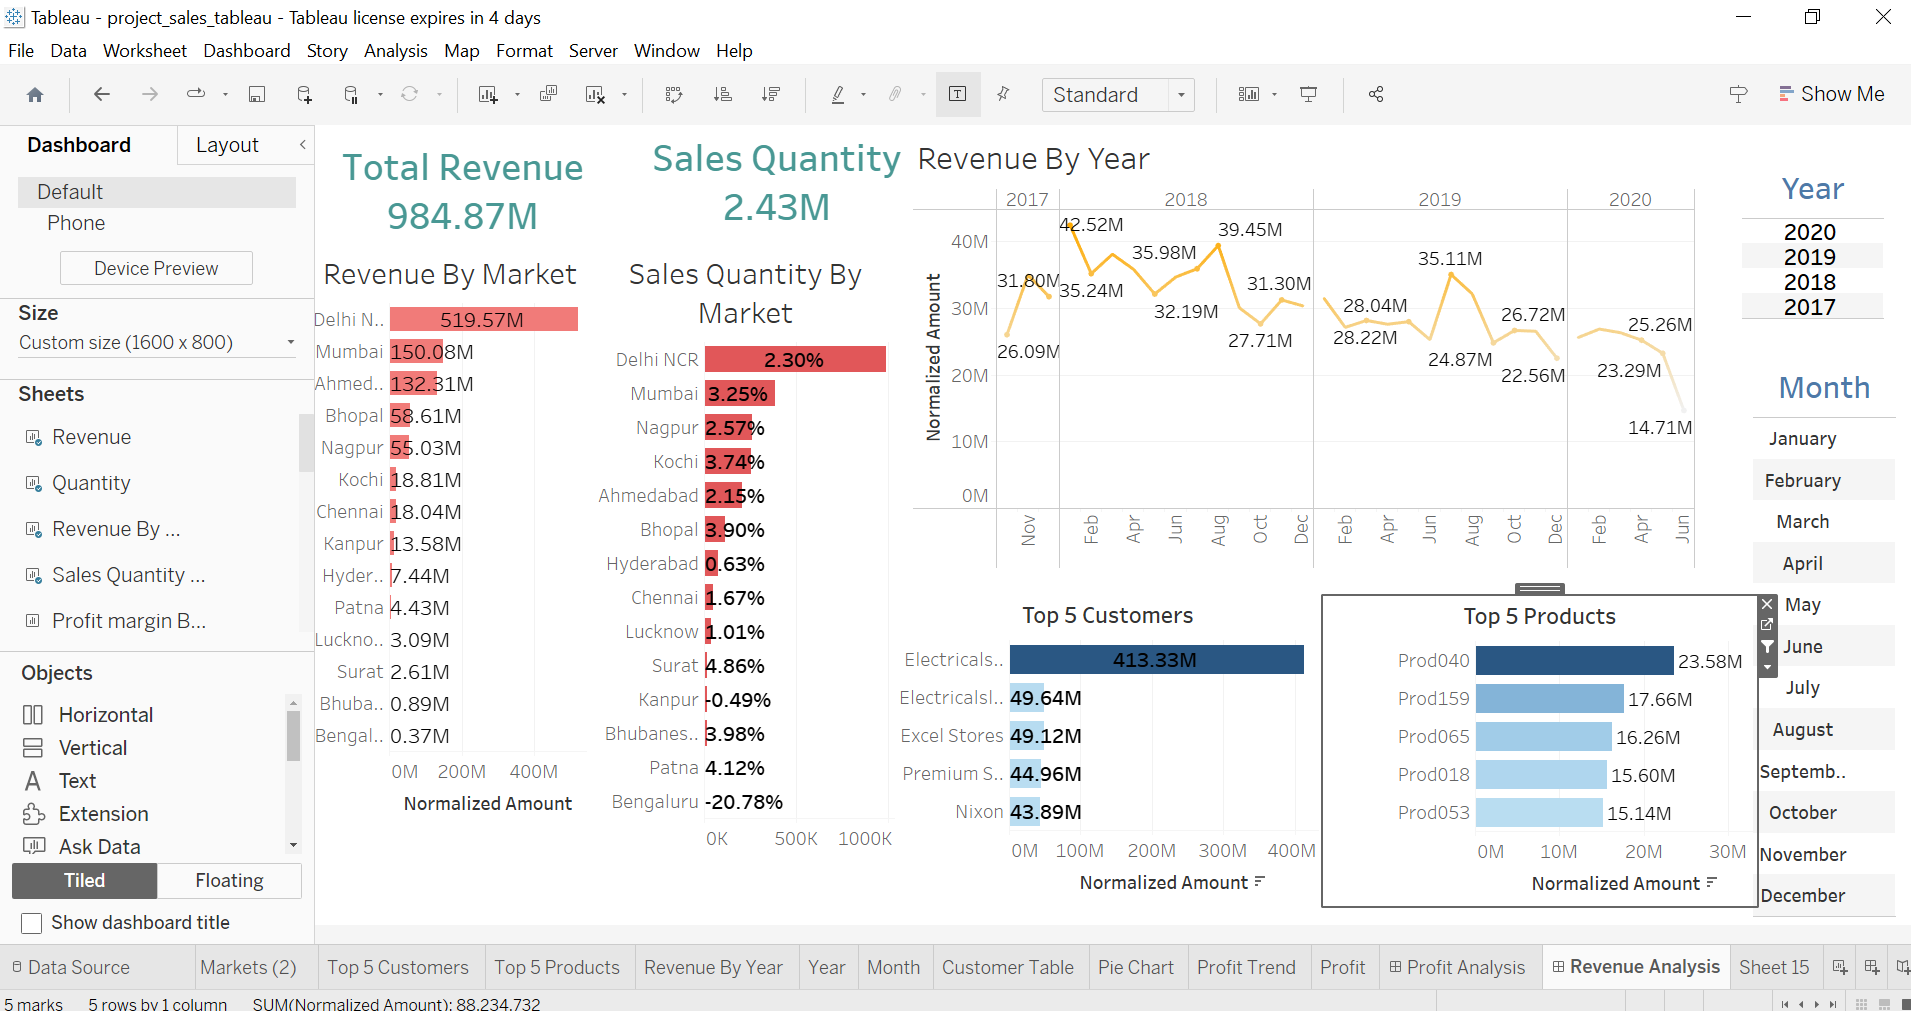 Tableau - project_sales_tableau - Tableau license expires in 4 days
File Data Worksheet Dashboard Story Analysis Map Format Server Window Help
Standard
Show Me
Dashboard Layout
Default
Phone
Device Preview
Size
Custom size (1600 x 800)
Sheets
Revenue
Quantity
Revenue By ...
Sales Quantity ...
Profit margin B...
Objects
Horizontal
Vertical
Text
Extension
Ask Data
Tiled Floating
Show dashboard title
Total Revenue
984.87M
Sales Quantity
2.43M
Revenue By Market
Delhi N.. 519.57M
Mumbai 150.08M
Ahmed.. 132.31M
Bhopal 58.61M
Nagpur 55.03M
Kochi 18.81M
Chennai 18.04M
Kanpur 13.58M
Hyder.. 7.44M
Patna 4.43M
Luckno.. 3.09M
Surat 2.61M
Bhuba.. 0.89M
Bengal.. 0.37M
0M 200M 400M
Normalized Amount
Sales Quantity By
Market
Delhi NCR 2.30%
Mumbai 3.25%
Nagpur 2.57%
Kochi 3.74%
Ahmedabad 2.15%
Bhopal 3.90%
Hyderabad 0.63%
Chennai 1.67%
Lucknow 1.01%
Surat 4.86%
Kanpur -0.49%
Bhubanes.. 3.98%
Patna 4.12%
Bengaluru -20.78%
0K 500K 1000K
Revenue By Year
2017 2018 2019 2020
Normalized Amount
40M
30M
20M
10M
0M
42.52M
39.45M
35.98M
35.11M
31.80M
35.24M
31.30M
32.19M
28.04M
26.72M
25.26M
27.71M
28.22M
26.09M
24.87M
23.29M
22.56M
14.71M
Nov Feb Apr Jun Aug Oct Dec Feb Apr Jun Aug Oct Dec Feb Apr Jun
Top 5 Customers
Electricals.. 413.33M
Electricalsl.. 49.64M
Excel Stores 49.12M
Premium S.. 44.96M
Nixon 43.89M
0M 100M 200M 300M 400M
Normalized Amount
Top 5 Products
Prod040 23.58M
Prod159 17.66M
Prod065 16.26M
Prod018 15.60M
Prod053 15.14M
0M 10M 20M 30M
Normalized Amount
Year
2020
2019
2018
2017
Month
January
February
March
April
May
June
July
August
Septemb..
October
November
December
Data Source Markets (2) Top 5 Customers Top 5 Products Revenue By Year Year Month Customer Table Pie Chart Profit Trend Profit Profit Analysis Revenue Analysis Sheet 15
5 marks 5 rows by 1 column SUM(Normalized Amount): 88,234,732